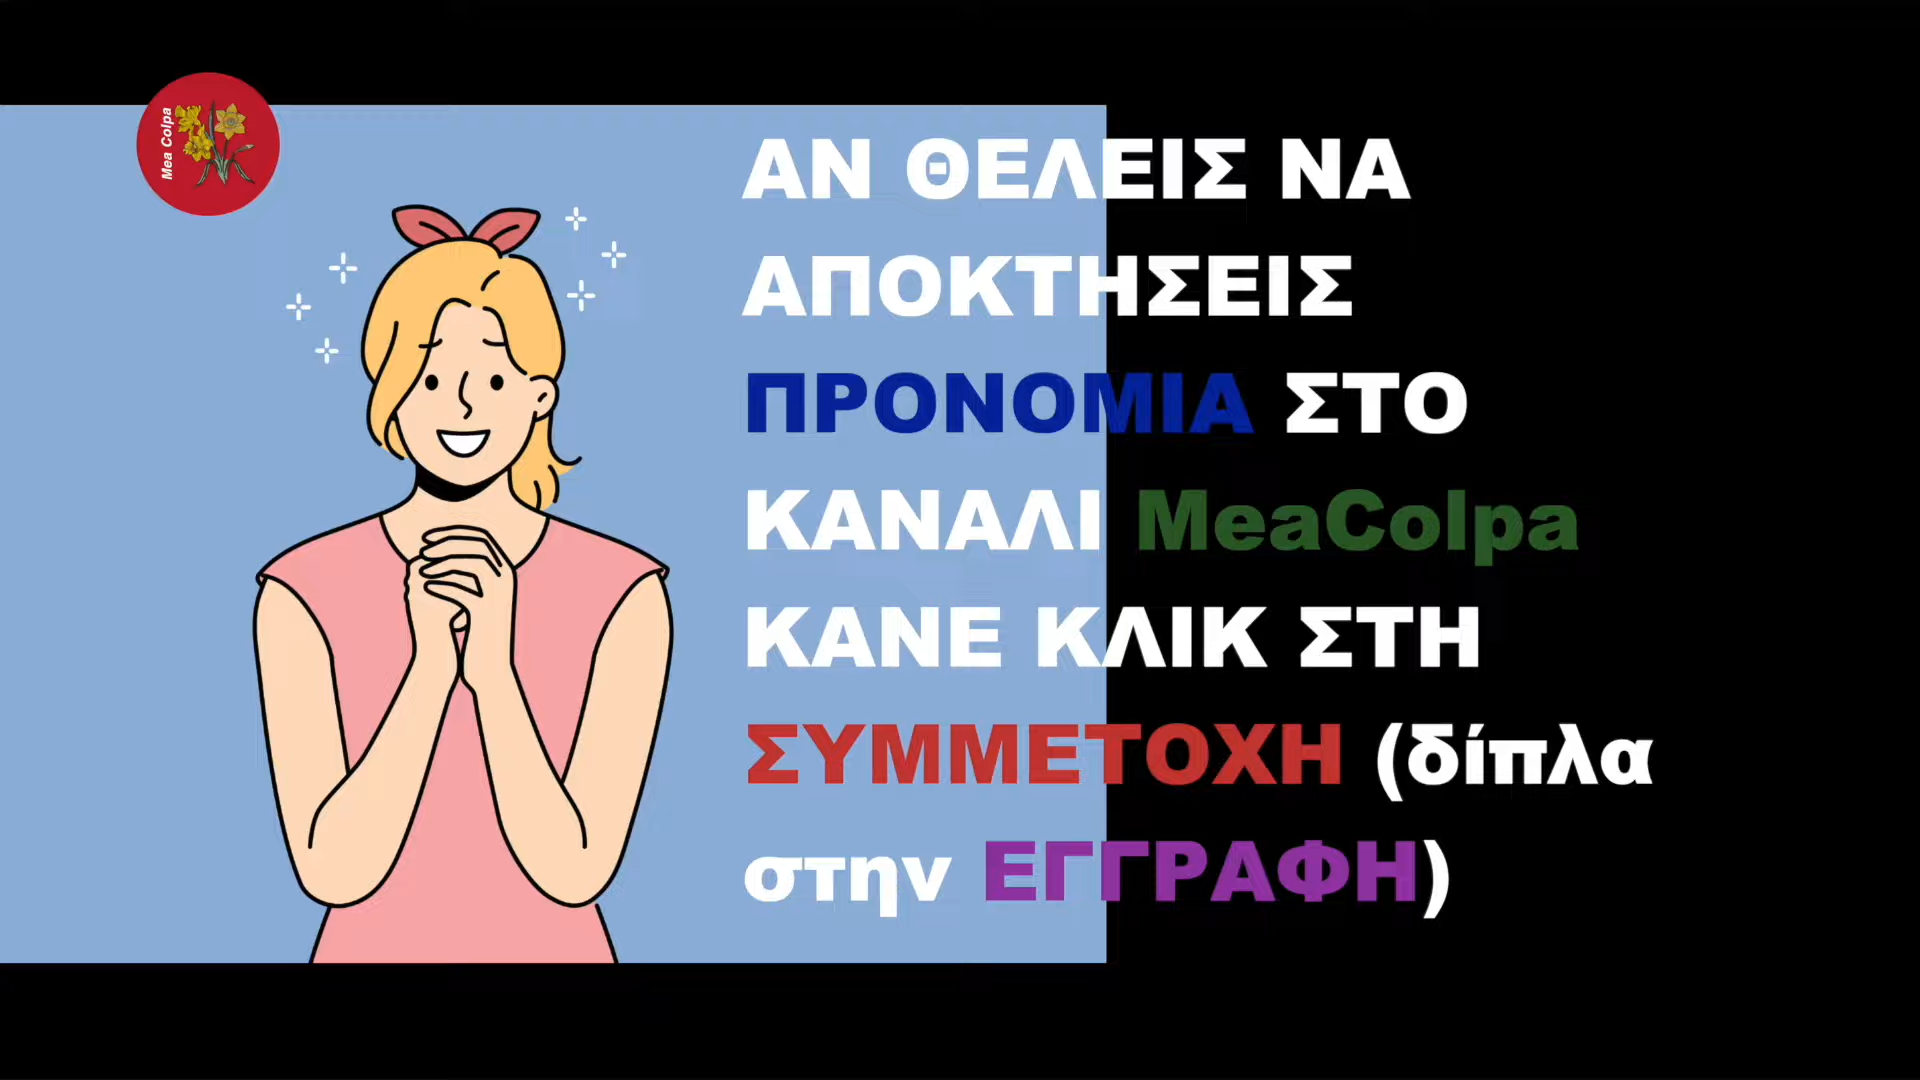 Mea Colpa
ΑΝ ΘΕΛΕΙΣ ΝΑ
ΑΠΟΚΤΗΣΕΙΣ
ΠΡΟΝΟΜΙΑ ΣΤΟ
ΚΑΝΑΛΙ MeaColpa
ΚΑΝΕ ΚΛΙΚ ΣΤΗ
ΣΥΜΜΕΤΟΧΗ (δίπλα
στην ΕΓΓΡΑΦΗ)